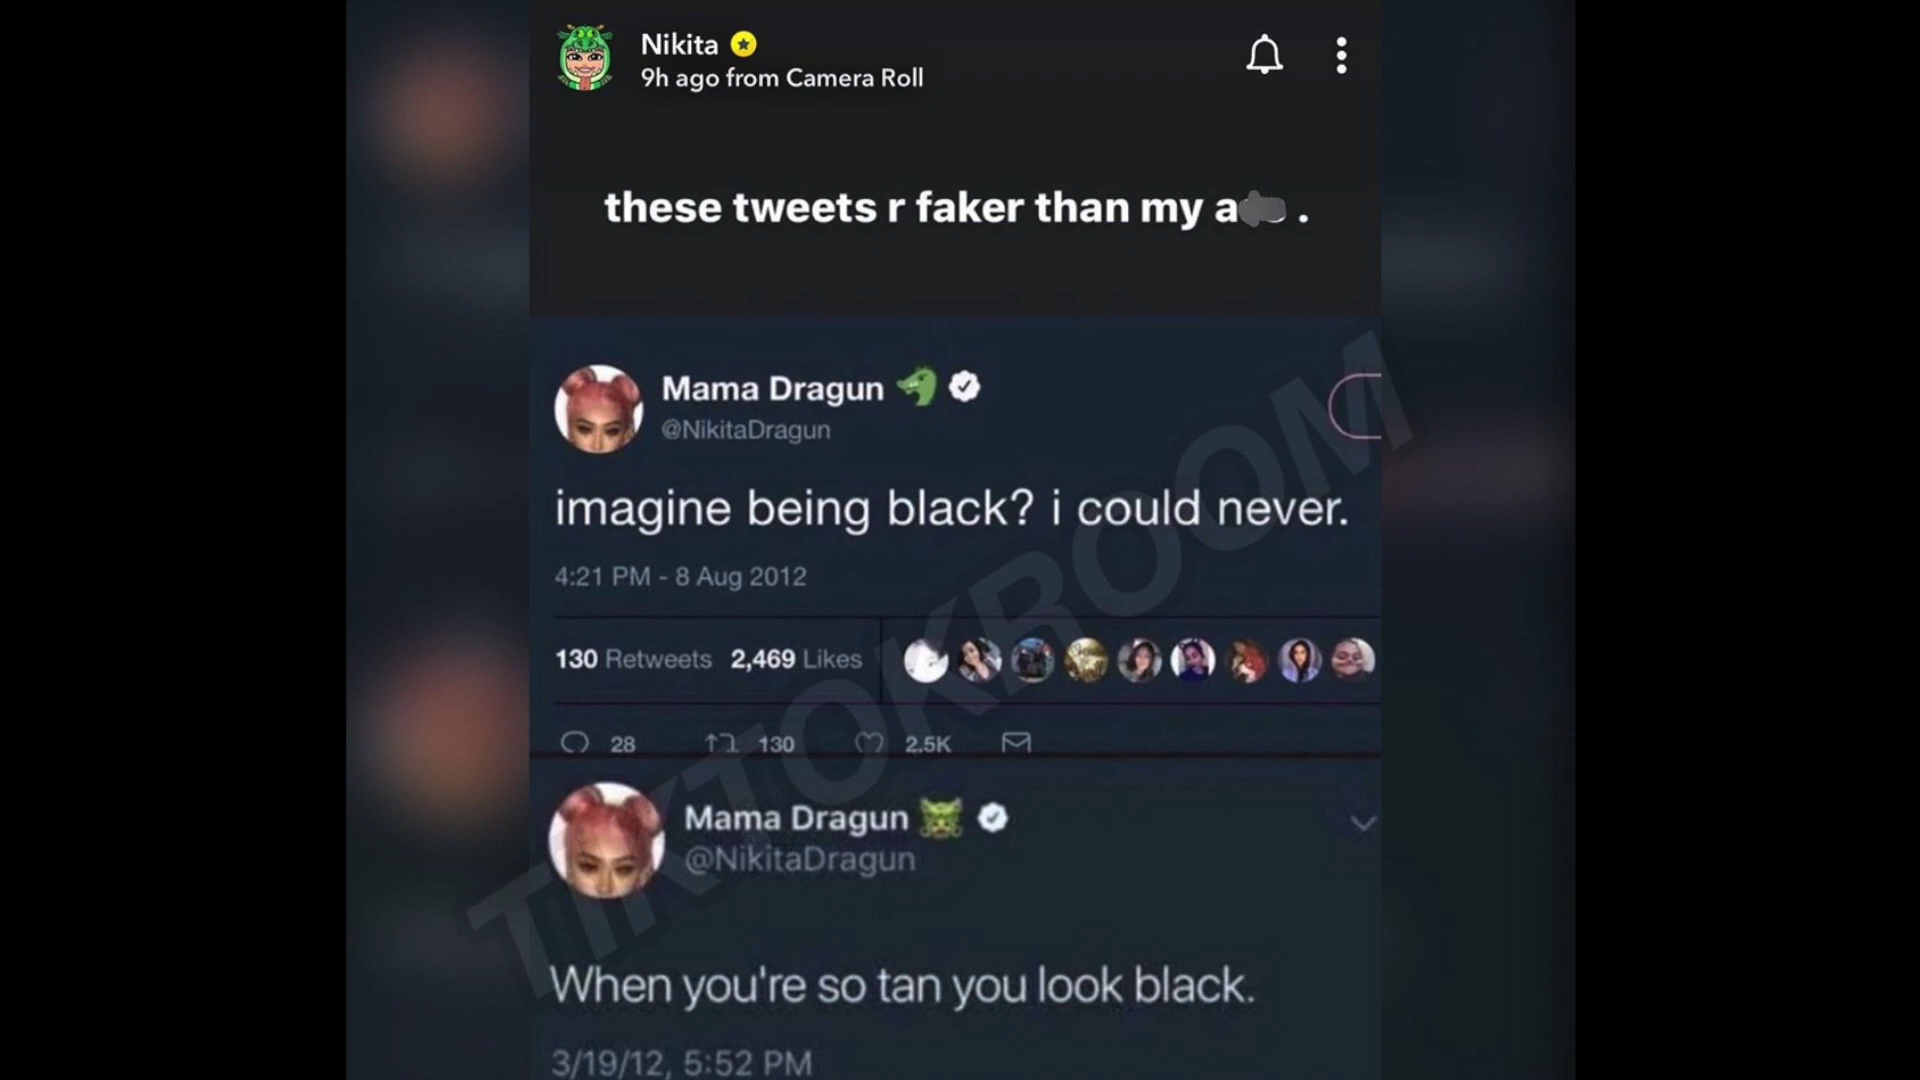 Nikita
9h ago from Camera Roll
these tweets r faker than my a .
Mama Dragun
@NikitaDragun
imagine being black? i could never.
4:21 PM - 8 Aug 2012
130 Retweets 2,469 Likes
28 130 2.5K
Mama Dragun
@NikitaDragun
When you're so tan you look black.
3/19/12, 5:52 PM
TIKTOKROOM